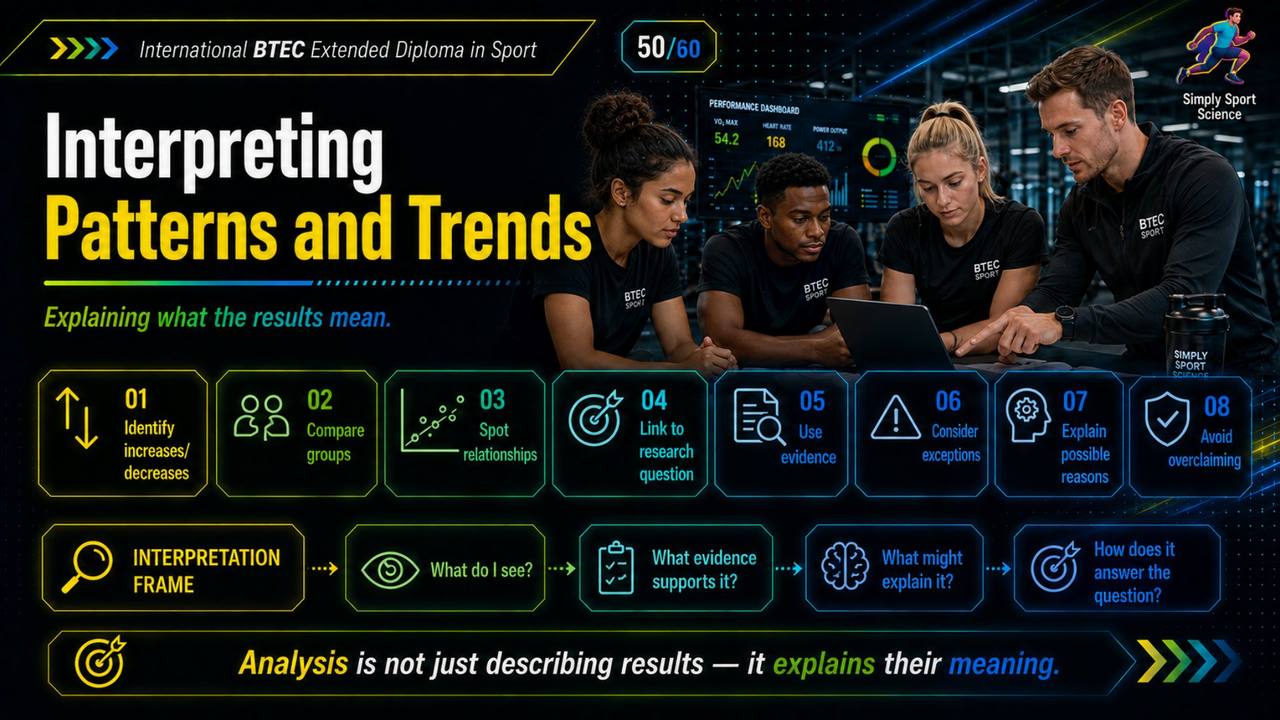 International BTEC Extended Diploma in Sport
50/60
Simply Sport
Science
Interpreting
Patterns and Trends
Explaining what the results mean.
PERFORMANCE DASHBOARD
VO₂ MAX
54.2
HEART RATE
168
POWER OUTPUT
412
BTEC
SPORT
BTEC
SPORT
BTEC
SPORT
BTEC
SPORT
SIMPLY
SPORT
SCIENCE
01
Identify
increases/
decreases
02
Compare
groups
03
Spot
relationships
04
Link to
research
question
05
Use
evidence
06
Consider
exceptions
07
Explain
possible
reasons
08
Avoid
overclaiming
INTERPRETATION
FRAME
What do I see?
What evidence
supports it?
What might
explain it?
How does it
answer the
question?
Analysis is not just describing results — it explains their meaning.